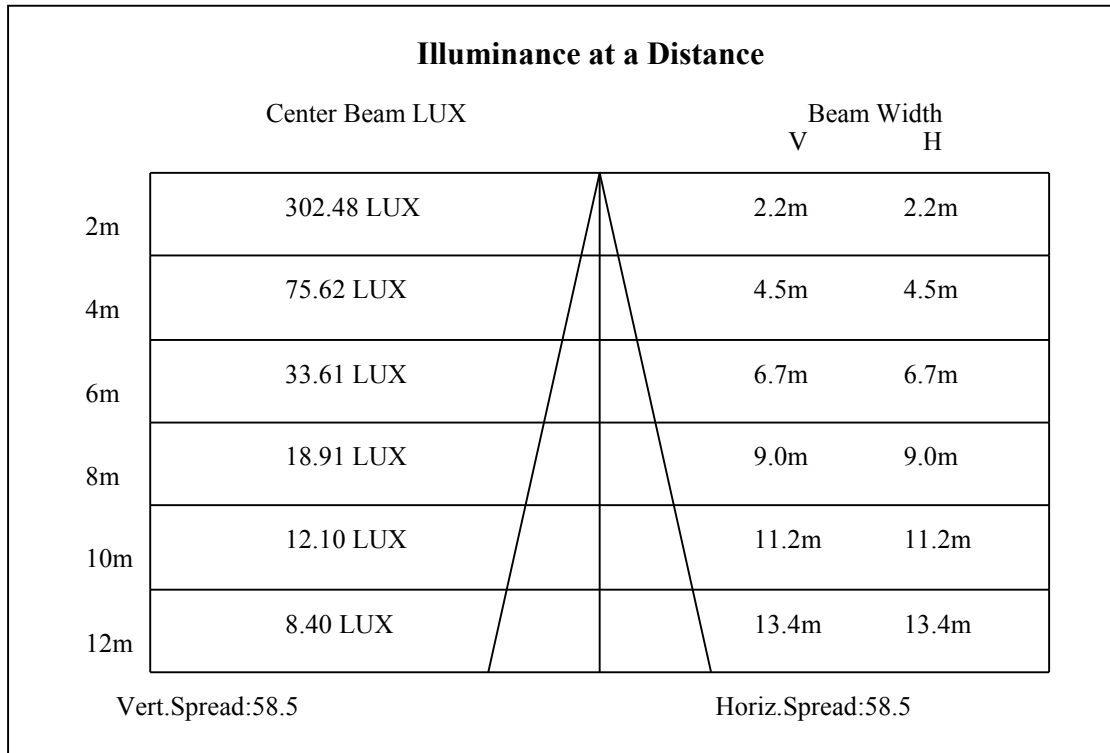 Illuminance at a Distance
Center Beam LUX Beam Width
V H
2m 302.48 LUX 2.2m 2.2m
4m 75.62 LUX 4.5m 4.5m
6m 33.61 LUX 6.7m 6.7m
8m 18.91 LUX 9.0m 9.0m
10m 12.10 LUX 11.2m 11.2m
12m 8.40 LUX 13.4m 13.4m
Vert.Spread:58.5 Horiz.Spread:58.5